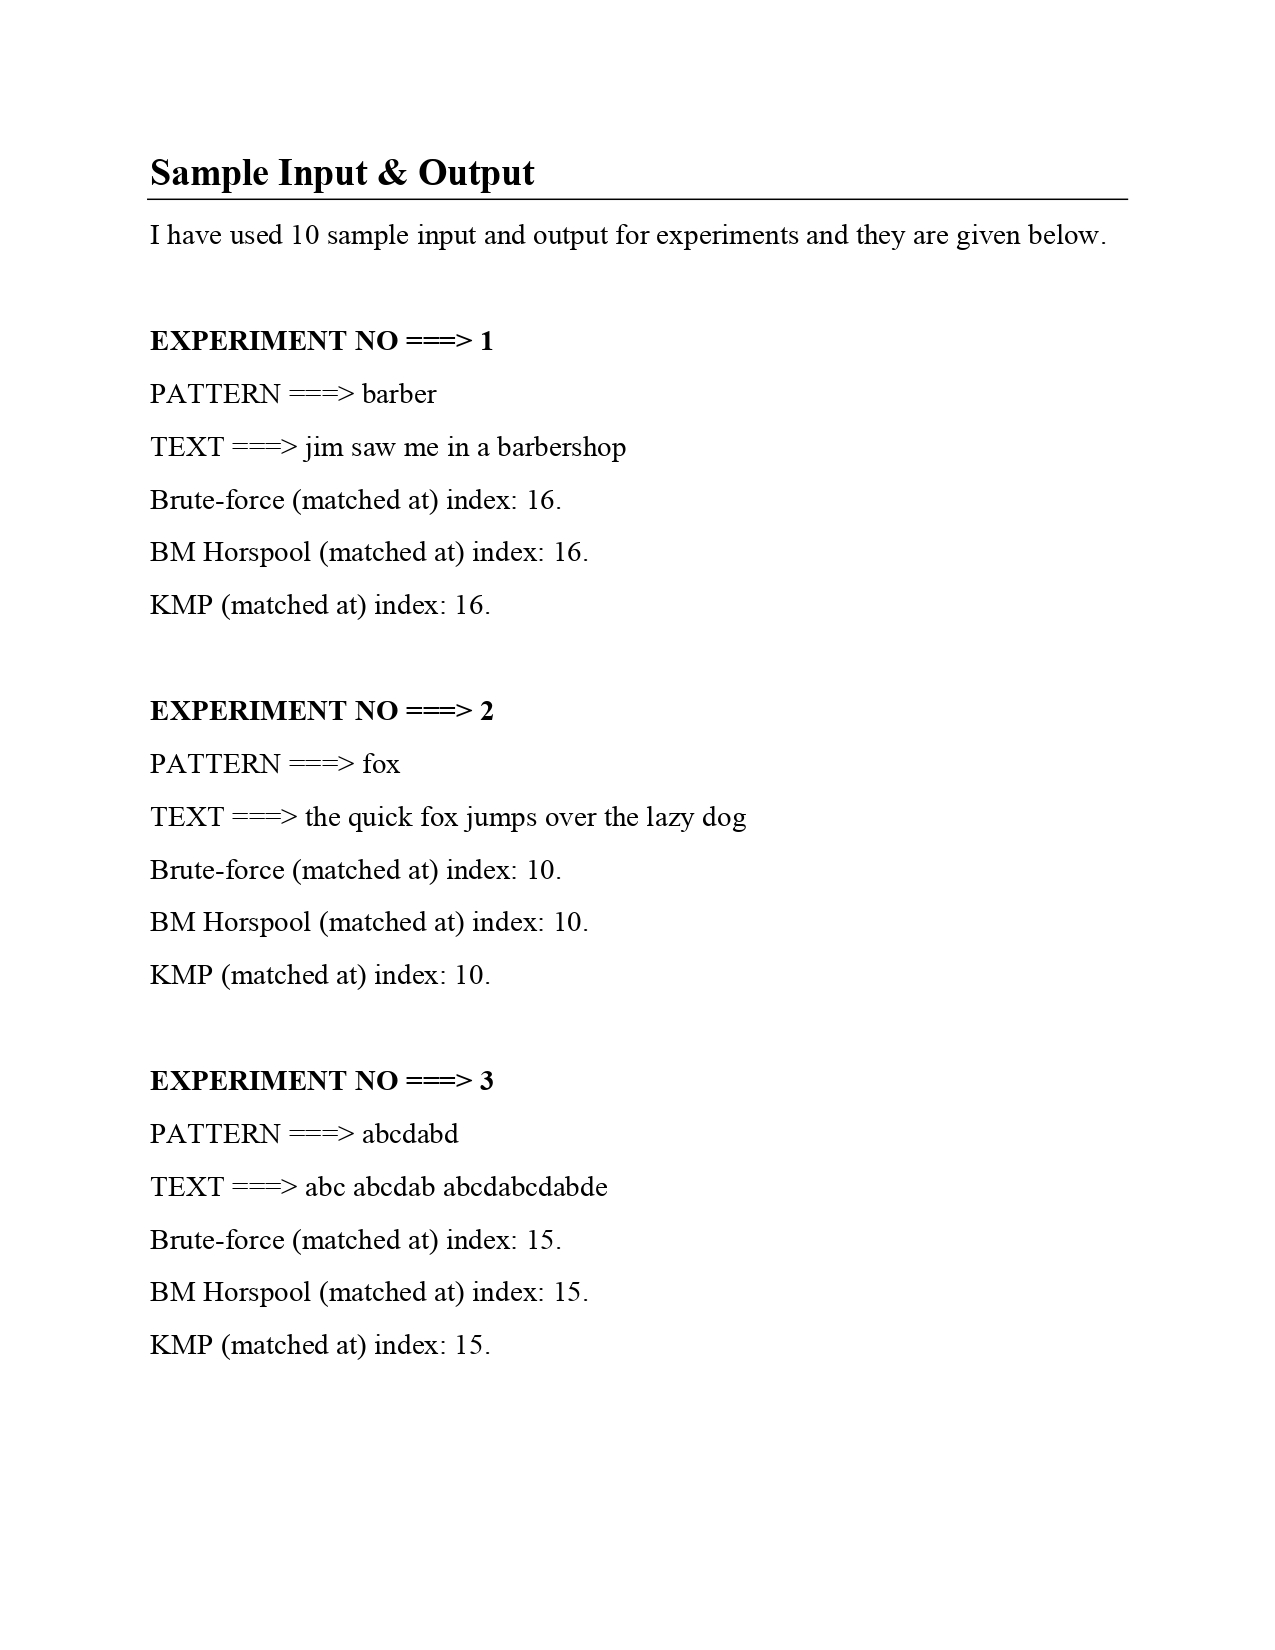 Sample Input & Output
I have used 10 sample input and output for experiments and they are given below.
EXPERIMENT NO ===> 1
PATTERN ===> barber
TEXT ===> jim saw me in a barbershop
Brute-force (matched at) index: 16.
BM Horspool (matched at) index: 16.
KMP (matched at) index: 16.
EXPERIMENT NO ===> 2
PATTERN ===> fox
TEXT ===> the quick fox jumps over the lazy dog
Brute-force (matched at) index: 10.
BM Horspool (matched at) index: 10.
KMP (matched at) index: 10.
EXPERIMENT NO ===> 3
PATTERN ===> abcdabd
TEXT ===> abc abcdab abcdabcdabde
Brute-force (matched at) index: 15.
BM Horspool (matched at) index: 15.
KMP (matched at) index: 15.